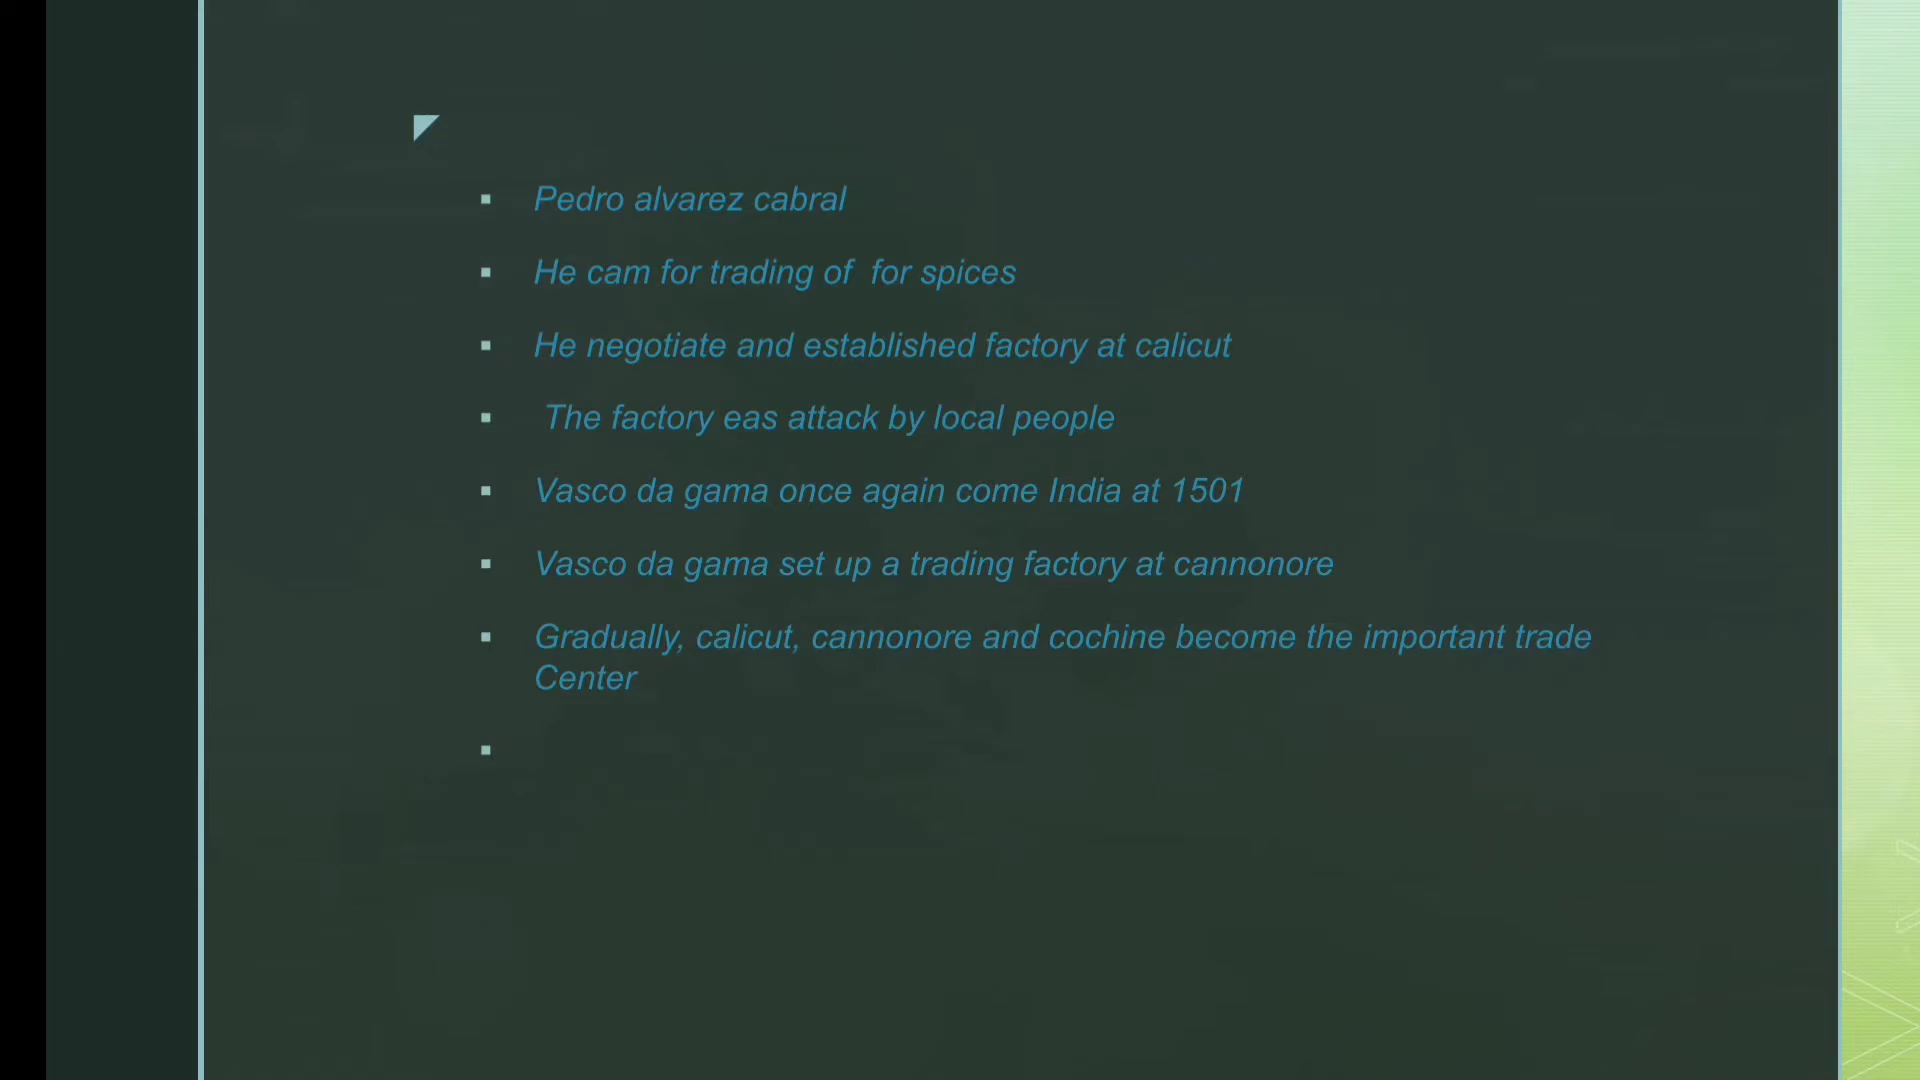 Pedro alvarez cabral
He cam for trading of  for spices
He negotiate and established factory at calicut
The factory eas attack by local people
Vasco da gama once again come India at 1501
Vasco da gama set up a trading factory at cannonore
Gradually, calicut, cannonore and cochine become the important trade
Center